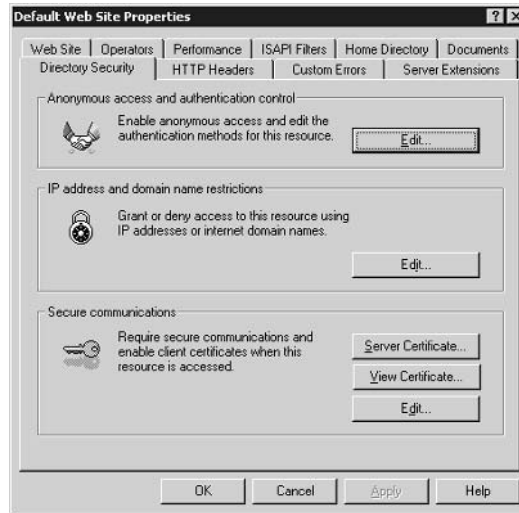 Default Web Site Properties
Web Site Operators Performance ISAPI Filters Home Directory Documents
Directory Security HTTP Headers Custom Errors Server Extensions
Anonymous access and authentication control
Enable anonymous access and edit the
authentication methods for this resource.
Edit...
IP address and domain name restrictions
Grant or deny access to this resource using
IP addresses or internet domain names.
Edit...
Secure communications
Require secure communications and
enable client certificates when this
resource is accessed.
Server Certificate...
View Certificate...
Edit...
OK Cancel Apply Help